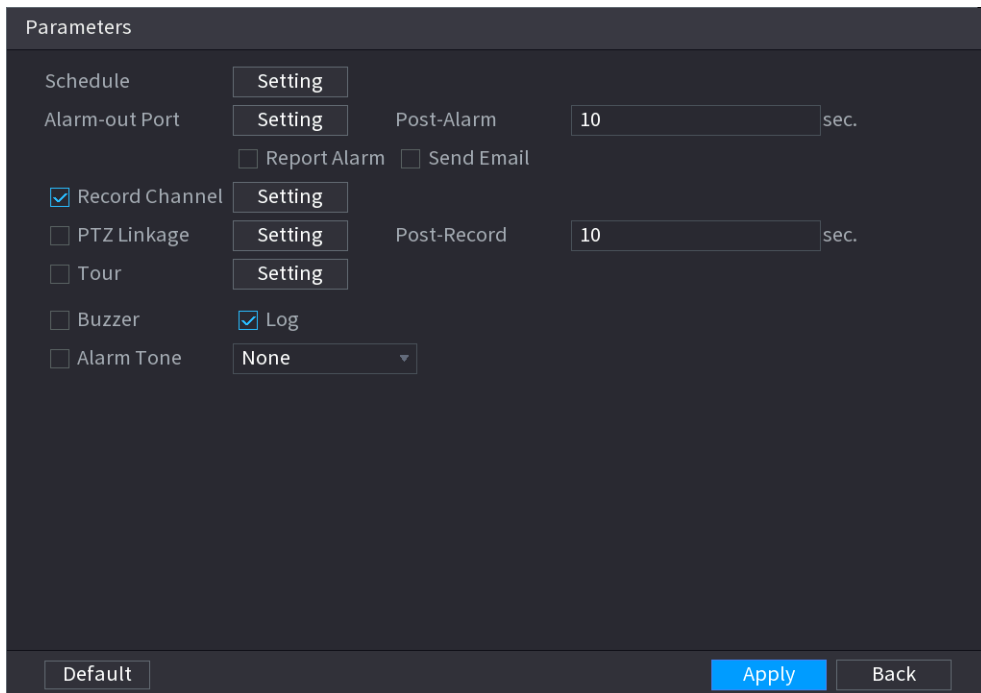 Parameters
Schedule Setting
Alarm-out Port Setting Post-Alarm 10 sec.
Report Alarm Send Email
Record Channel Setting
PTZ Linkage Setting Post-Record 10 sec.
Tour Setting
Buzzer Log
Alarm Tone None
Default Apply Back